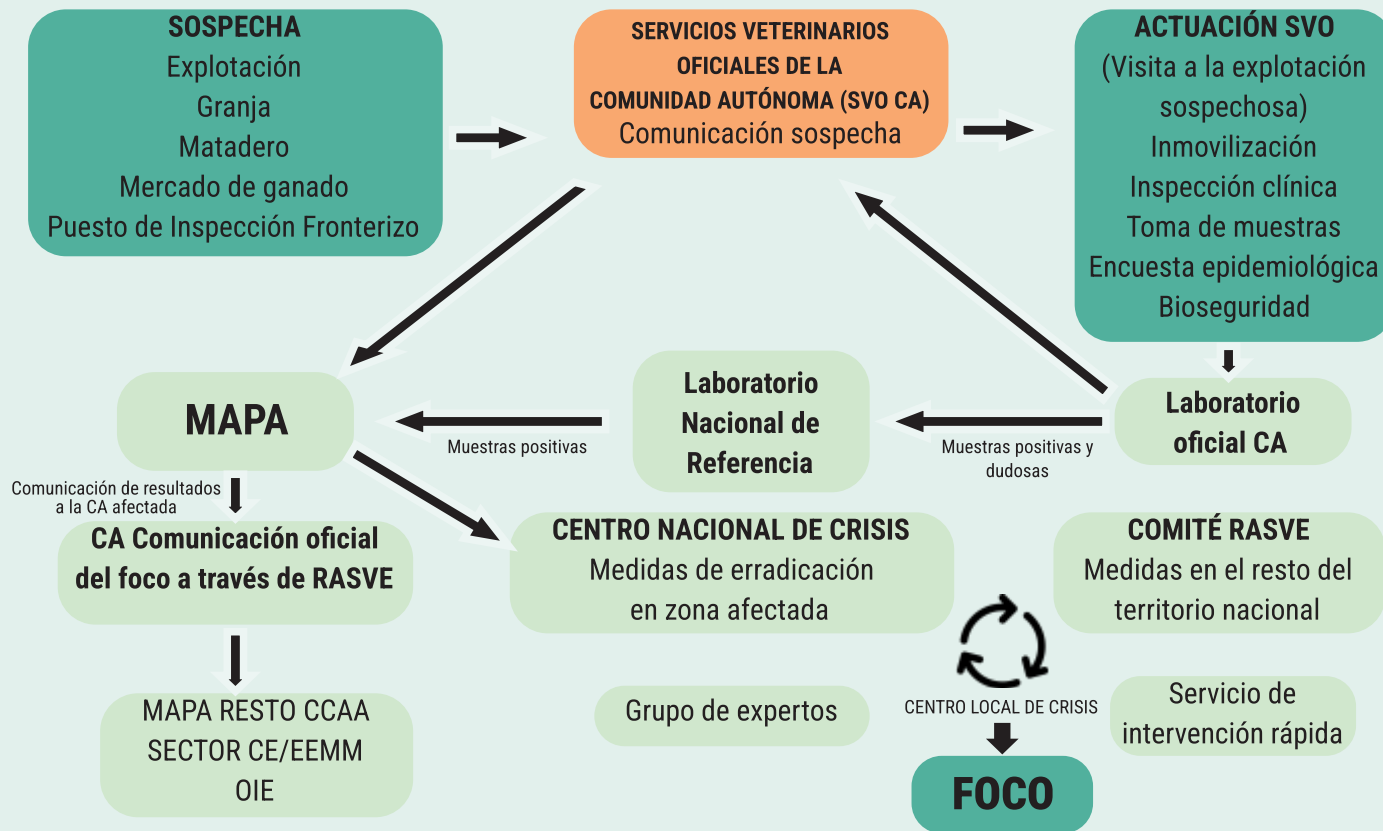 SOSPECHA
Explotación
Granja
Matadero
Mercado de ganado
Puesto de Inspección Fronterizo
SERVICIOS VETERINARIOS
OFICIALES DE LA
COMUNIDAD AUTÓNOMA (SVO CA)
Comunicación sospecha
ACTUACIÓN SVO
(Visita a la explotación
sospechosa)
Inmovilización
Inspección clínica
Toma de muestras
Encuesta epidemiológica
Bioseguridad
MAPA
Muestras positivas
Laboratorio
Nacional de
Referencia
Muestras positivas y
dudosas
Laboratorio
oficial CA
Comunicación de resultados
a la CA afectada
CA Comunicación oficial
del foco a través de RASVE
CENTRO NACIONAL DE CRISIS
Medidas de erradicación
en zona afectada
COMITÉ RASVE
Medidas en el resto del
territorio nacional
MAPA RESTO CCAA
SECTOR CE/EEMM
OIE
Grupo de expertos
CENTRO LOCAL DE CRISIS
Servicio de
intervención rápida
FOCO